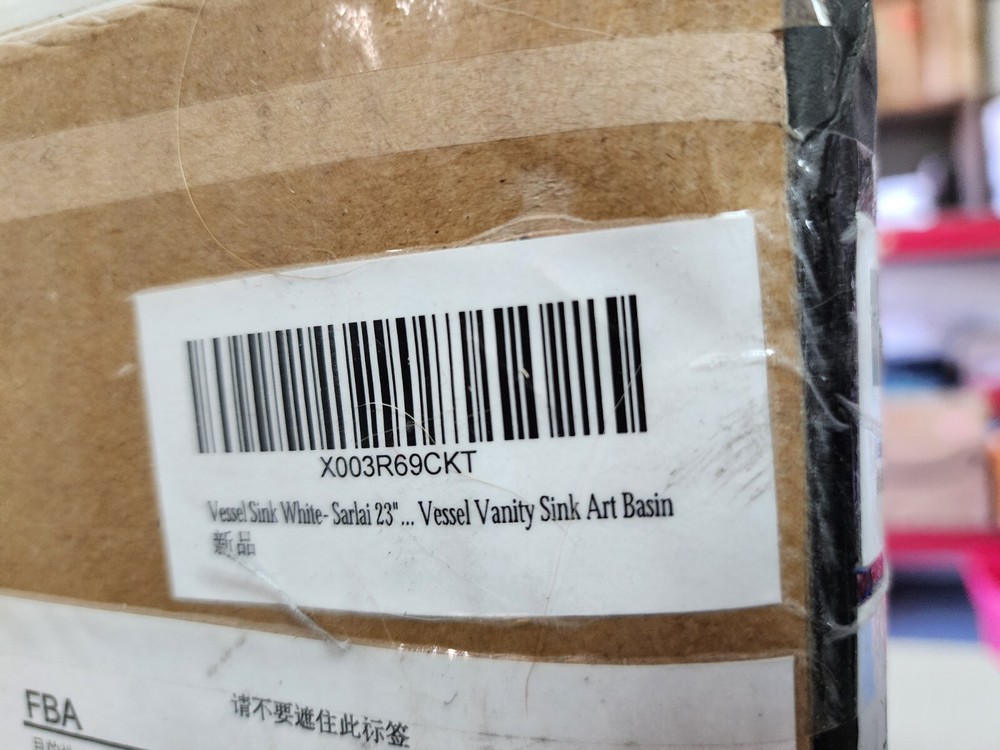 X003R69CKT
Vessel Sink White- Sarlai 23"... Vessel Vanity Sink Art Basin
新品
FBA
请不要遮住此标签